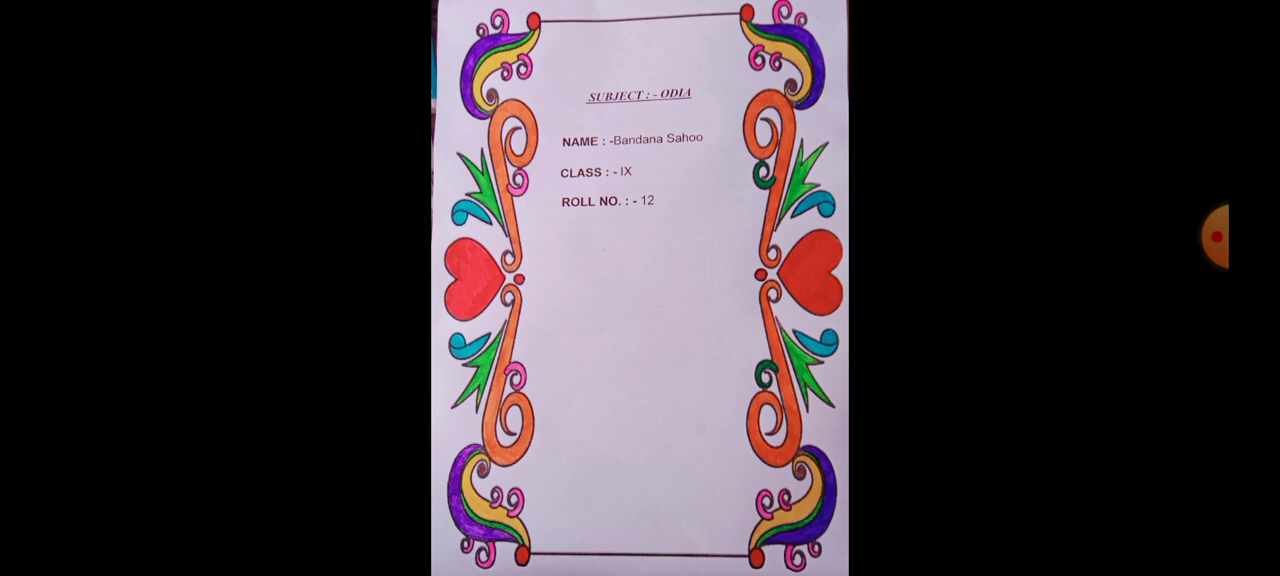 SUBJECT : - ODIA
NAME : -Bandana Sahoo
CLASS : - IX
ROLL NO. : - 12